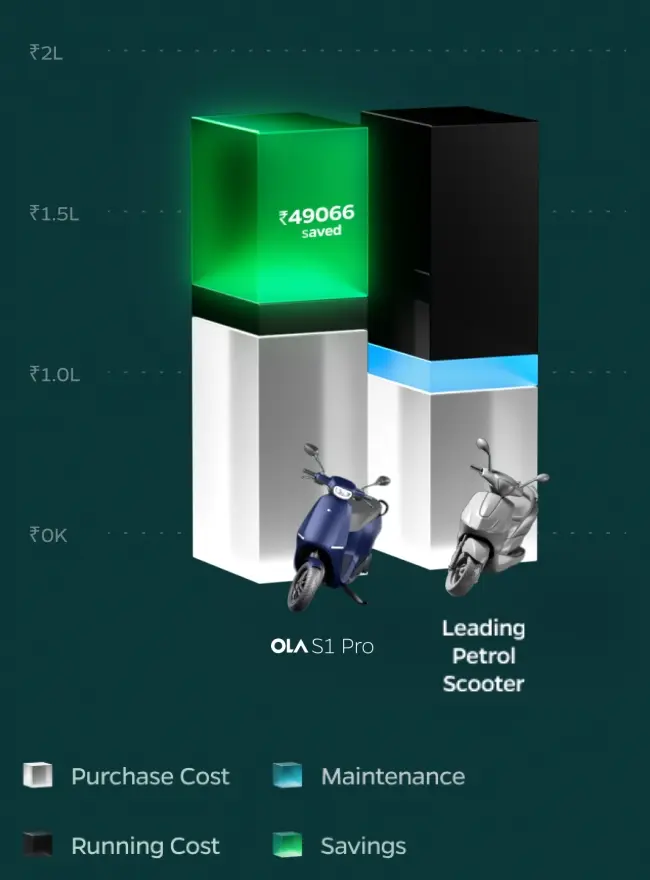 ₹2L
₹1.5L
₹49066
saved
₹1.0L
₹0K
OLA S1 Pro
Leading
Petrol
Scooter
Purchase Cost
Maintenance
Running Cost
Savings